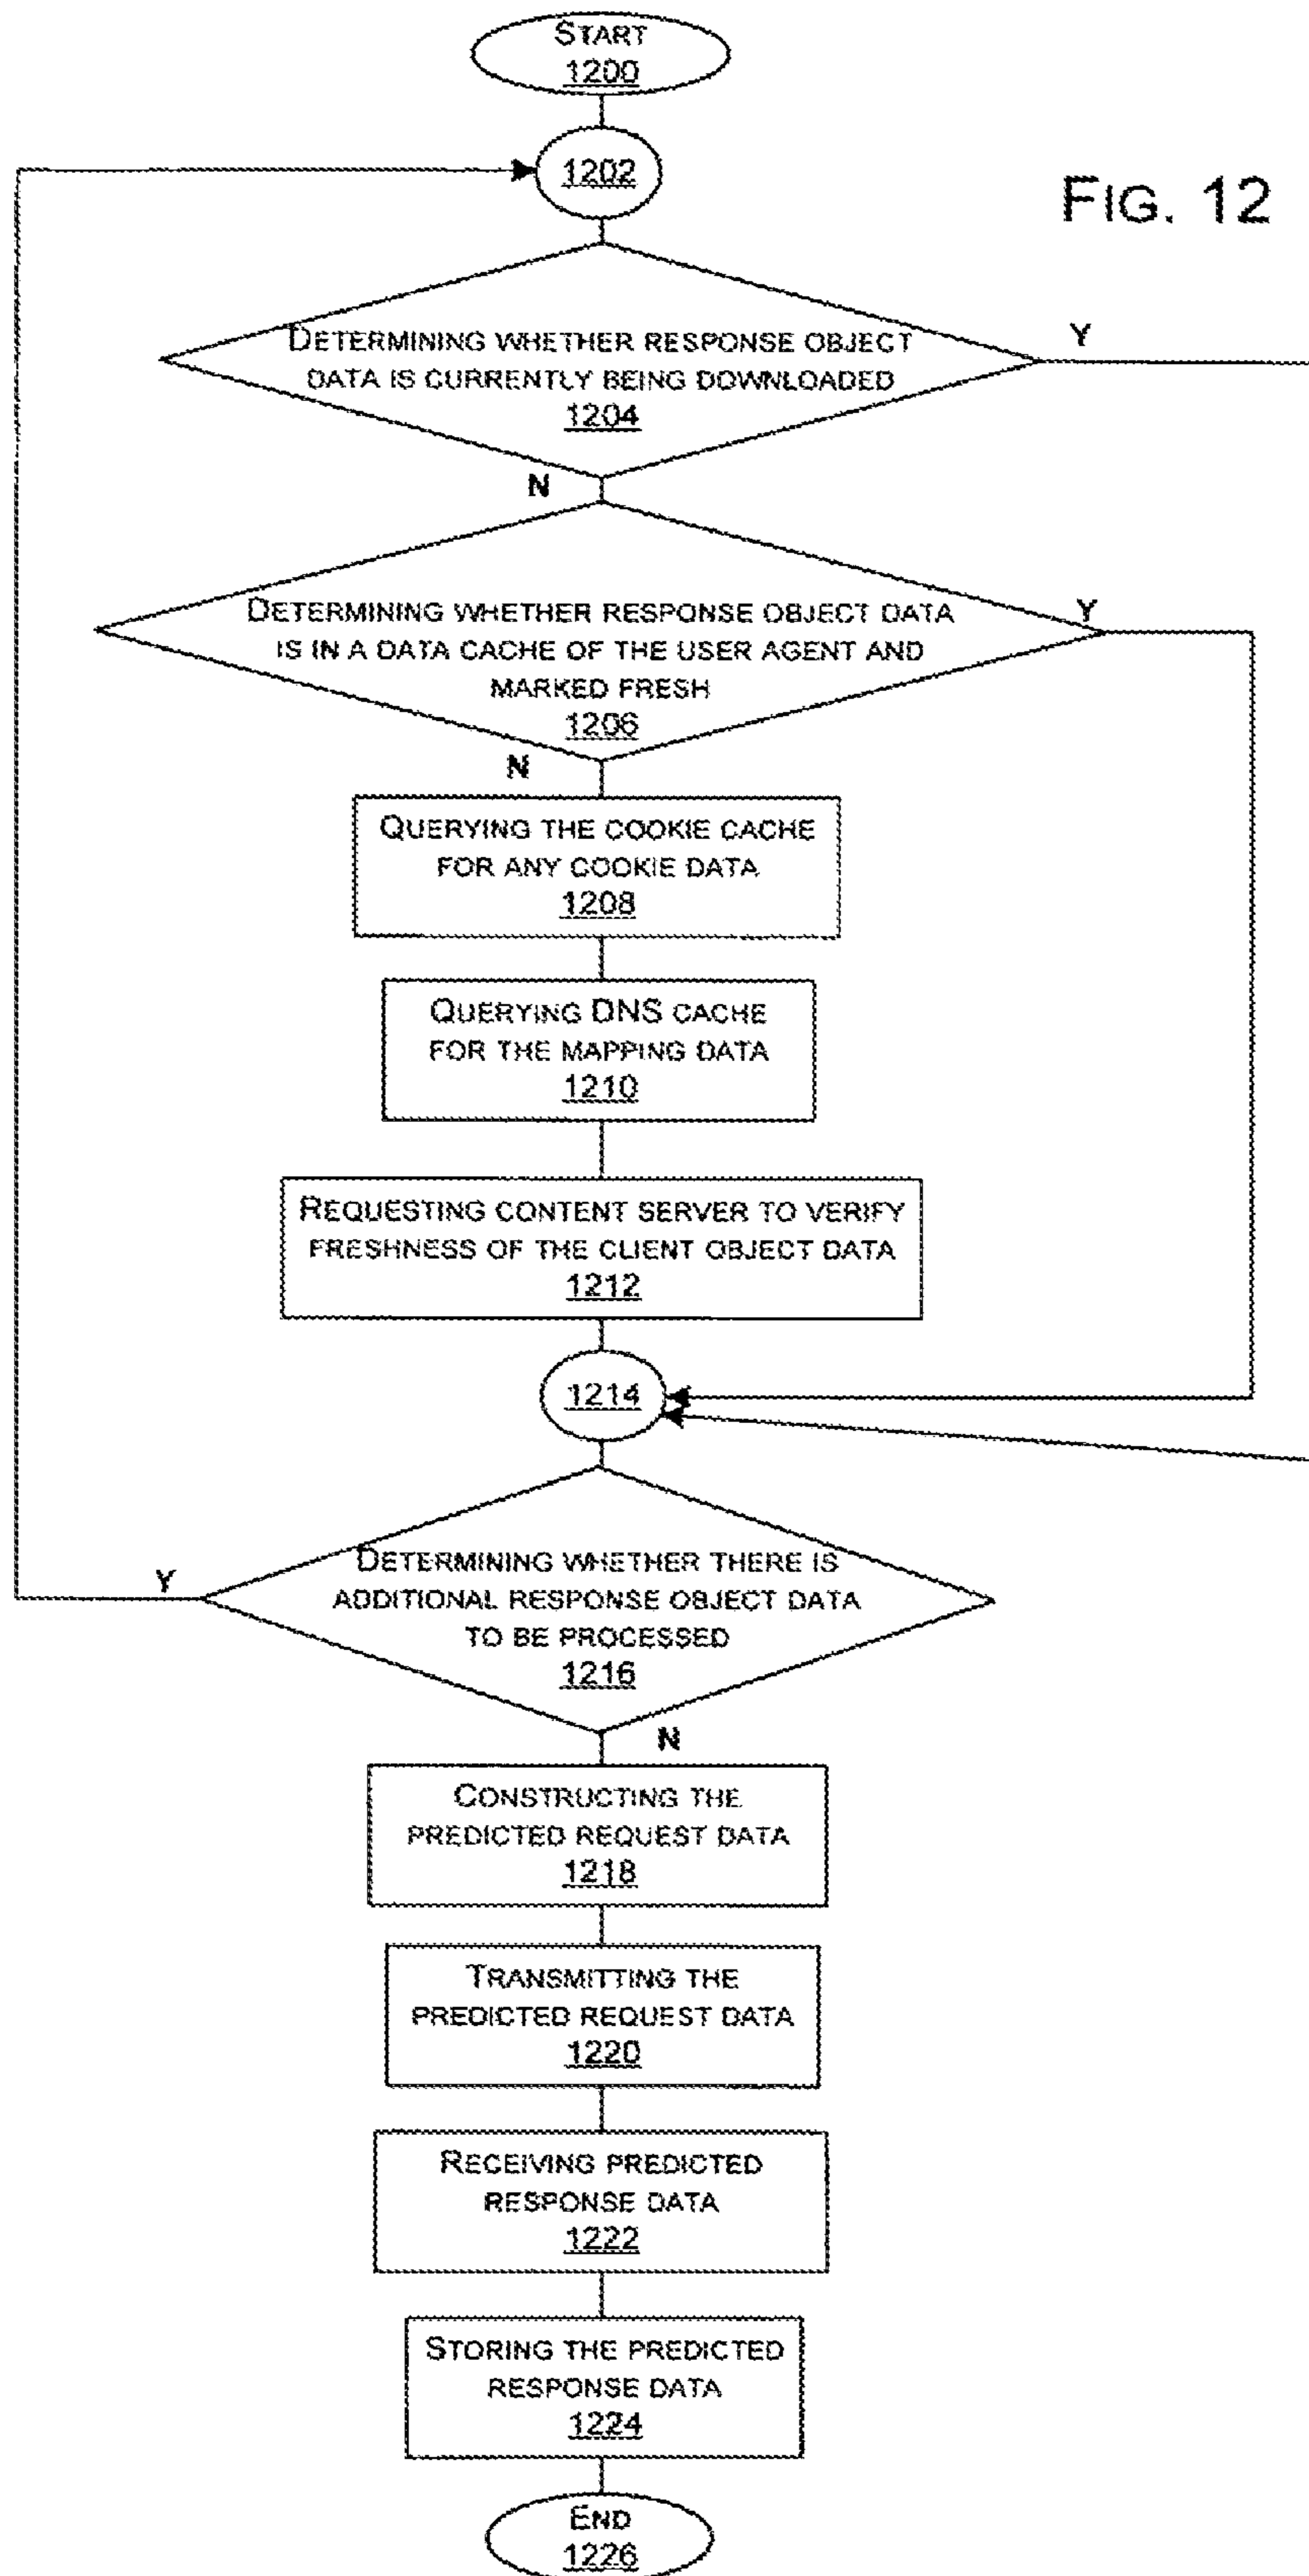 START
1200
1202
FIG. 12
DETERMINING WHETHER RESPONSE OBJECT
DATA IS CURRENTLY BEING DOWNLOADED
1204
Y
N
DETERMINING WHETHER RESPONSE OBJECT DATA
IS IN A DATA CACHE OF THE USER AGENT AND
MARKED FRESH
1206
Y
N
QUERYING THE COOKIE CACHE
FOR ANY COOKIE DATA
1208
QUERYING DNS CACHE
FOR THE MAPPING DATA
1210
REQUESTING CONTENT SERVER TO VERIFY
FRESHNESS OF THE CLIENT OBJECT DATA
1212
1214
DETERMINING WHETHER THERE IS
ADDITIONAL RESPONSE OBJECT DATA
TO BE PROCESSED
1216
Y
N
CONSTRUCTING THE
PREDICTED REQUEST DATA
1218
TRANSMITTING THE
PREDICTED REQUEST DATA
1220
RECEIVING PREDICTED
RESPONSE DATA
1222
STORING THE PREDICTED
RESPONSE DATA
1224
END
1226